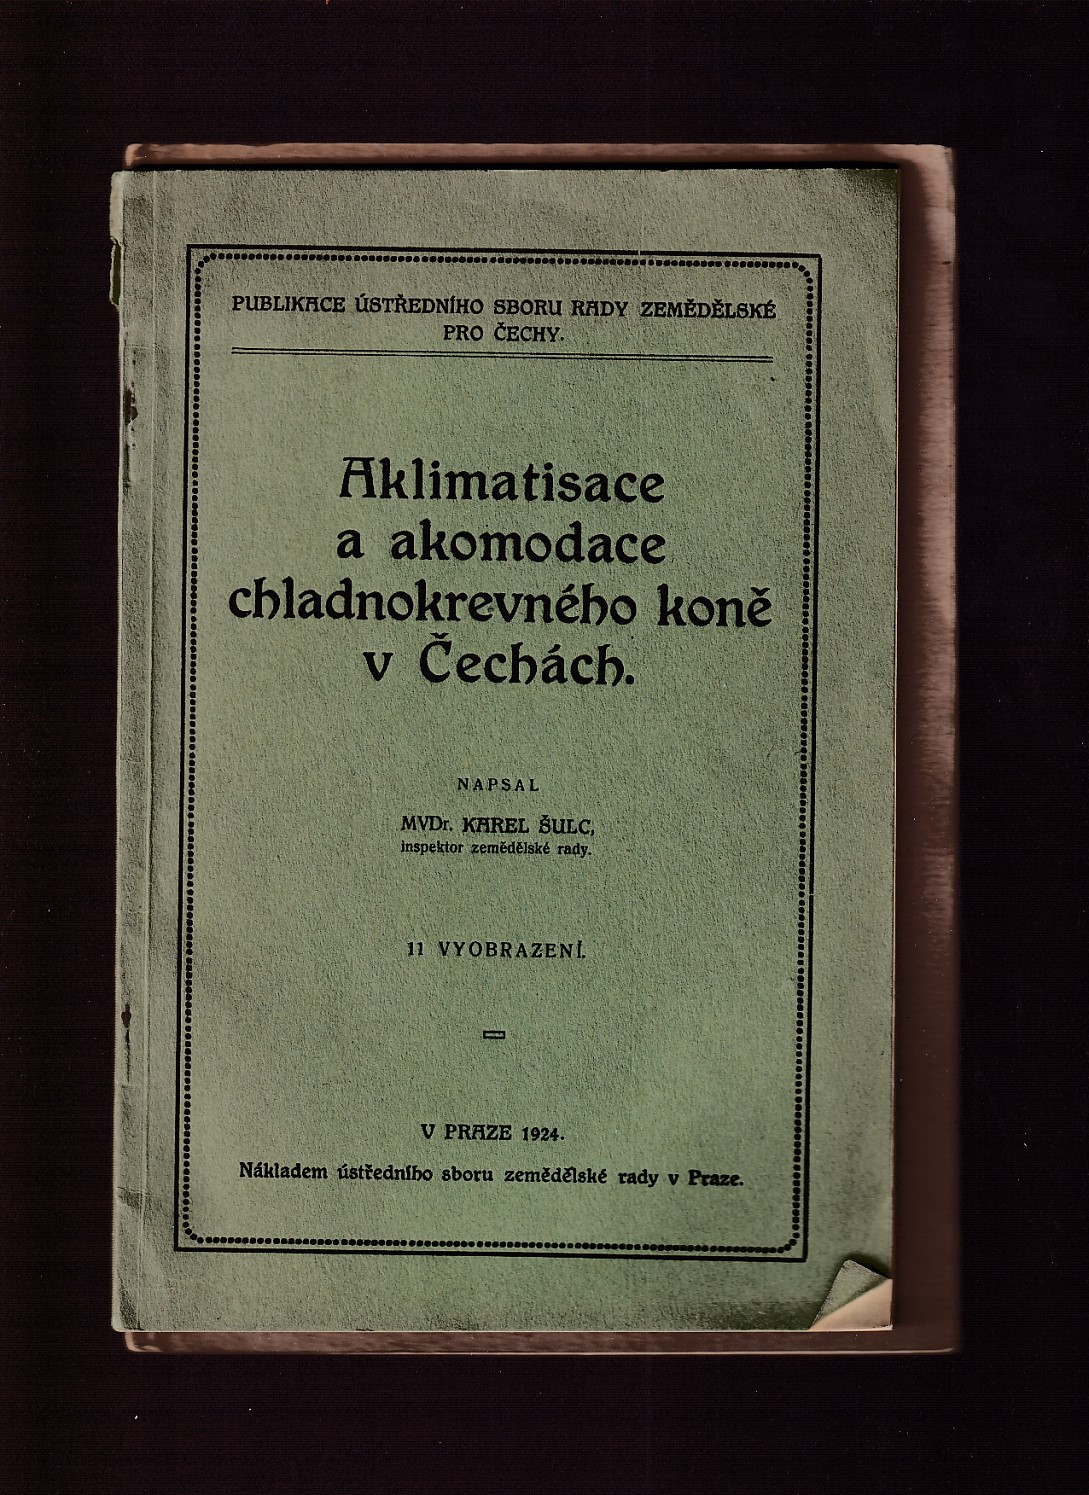 PUBLIKACE ÚSTŘEDNÍHO SBORU RADY ZEMĚDĚLSKÉ
PRO ČECHY.
Aklimatisace
a akomodace
chladnokrevného koně
v Čechách.
NAPSAL
MVDr. KAREL ŠULC,
inspektor zemědělské rady.
11 VYOBRAZENÍ.
V PRAZE 1924.
Nákladem ústředního sboru zemědělské rady v Praze.